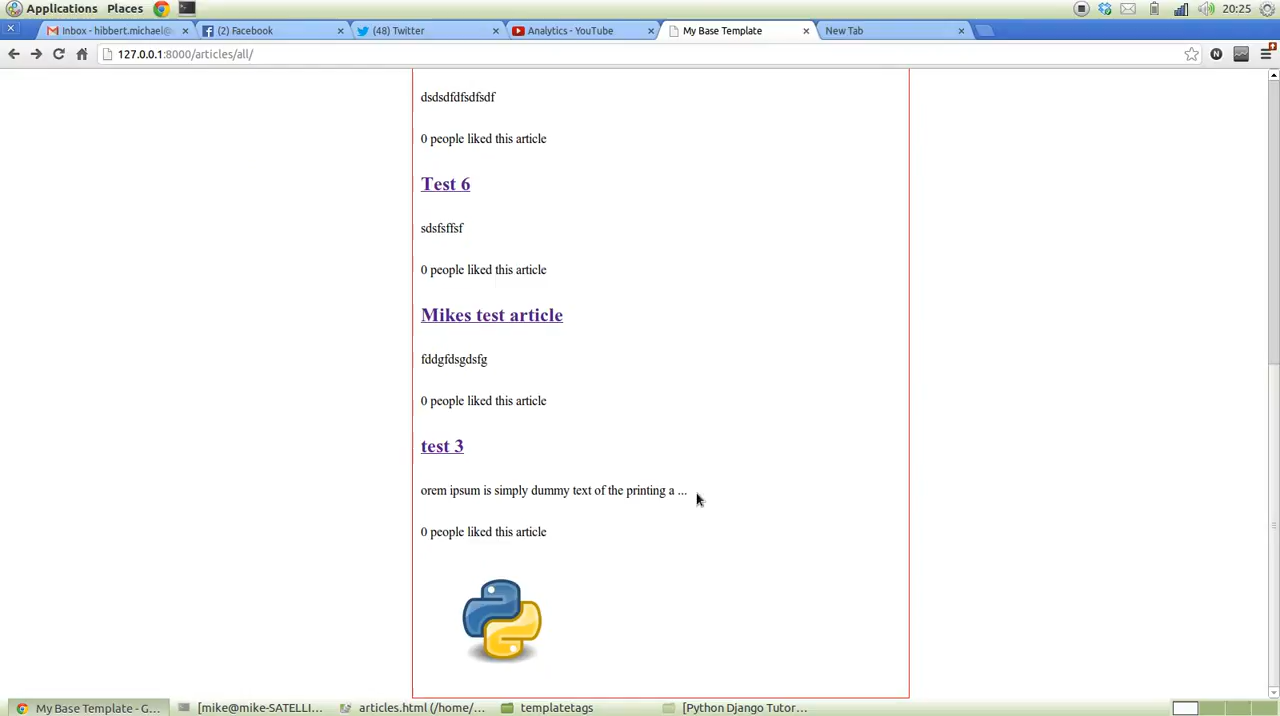 Applications Places 20:25
Inbox - hibbert.michael@ (2) Facebook (48) Twitter Analytics - YouTube My Base Template New Tab
127.0.0.1:8000/articles/all/
dsdsdfdfsdfsdf
0 people liked this article
Test 6
sdsfsffsf
0 people liked this article
Mikes test article
fddgfdsgdsfg
0 people liked this article
test 3
orem ipsum is simply dummy text of the printing a ...
0 people liked this article
My Base Template - G... [mike@mike-SATELLI... articles.html (/home/... templatetags [Python Django Tutor...